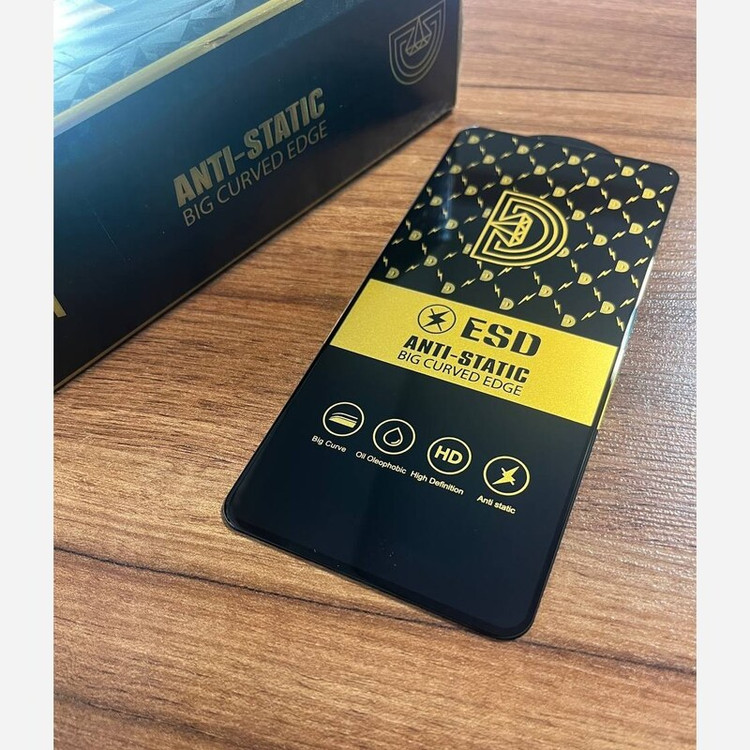 ANTI-STATIC
BIG CURVED EDGE
D
ESD
ANTI-STATIC
BIG CURVED EDGE
HD
Big Curve
Oil Oleophobic
High Definition
Anti static